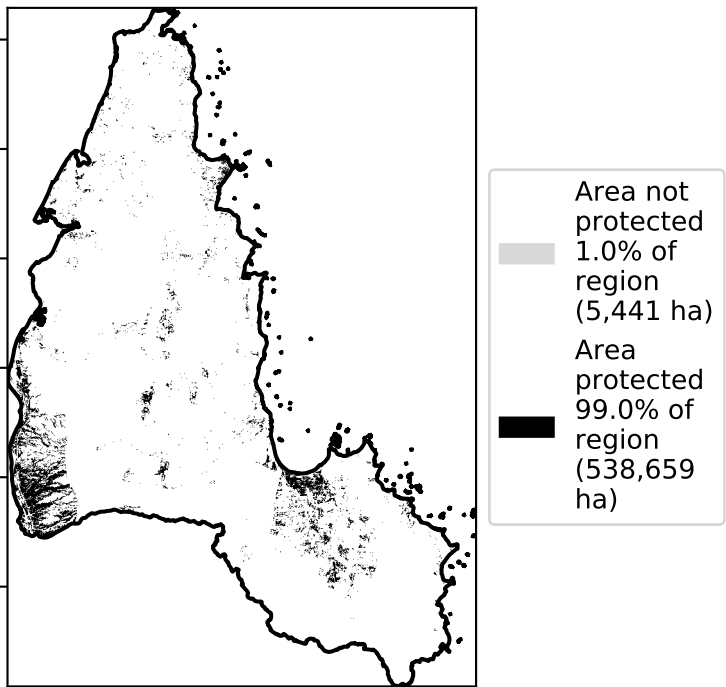 Area not
protected
1.0% of
region
(5,441 ha)
Area
protected
99.0% of
region
(538,659
ha)